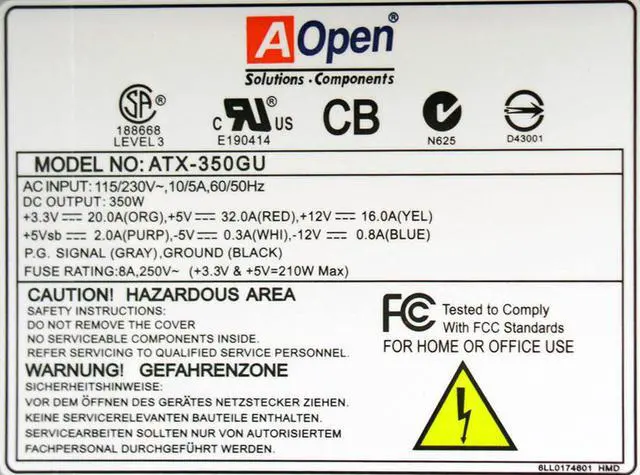 AOpen®
Solutions · Components
SA®
188668
LEVEL 3
C RU® US
E190414
CB
N625
D43001
MODEL NO: ATX-350GU
AC INPUT: 115/230V~,10/5A,60/50Hz
DC OUTPUT: 350W
+3.3V ⎓ 20.0A(ORG),+5V ⎓ 32.0A(RED),+12V ⎓ 16.0A(YEL)
+5Vsb ⎓ 2.0A(PURP),-5V ⎓ 0.3A(WHI),-12V ⎓ 0.8A(BLUE)
P.G. SIGNAL (GRAY),GROUND (BLACK)
FUSE RATING:8A,250V~ (+3.3V & +5V=210W Max)
CAUTION! HAZARDOUS AREA
SAFETY INSTRUCTIONS:
DO NOT REMOVE THE COVER
NO SERVICEABLE COMPONENTS INSIDE.
REFER SERVICING TO QUALIFIED SERVICE PERSONNEL.
WARNUNG! GEFAHRENZONE
SICHERHEITSHINWEISE:
VOR DEM ÖFFNEN DES GERÄTES NETZSTECKER ZIEHEN.
KEINE SERVICERELEVANTEN BAUTEILE ENTHALTEN.
SERVICEARBEITEN SOLLTEN NUR VON AUTORISIERTEM
FACHPERSONAL DURCHGEFÜHRT WERDEN.
FC Tested to Comply
With FCC Standards
FOR HOME OR OFFICE USE
6LL0174601 HMD